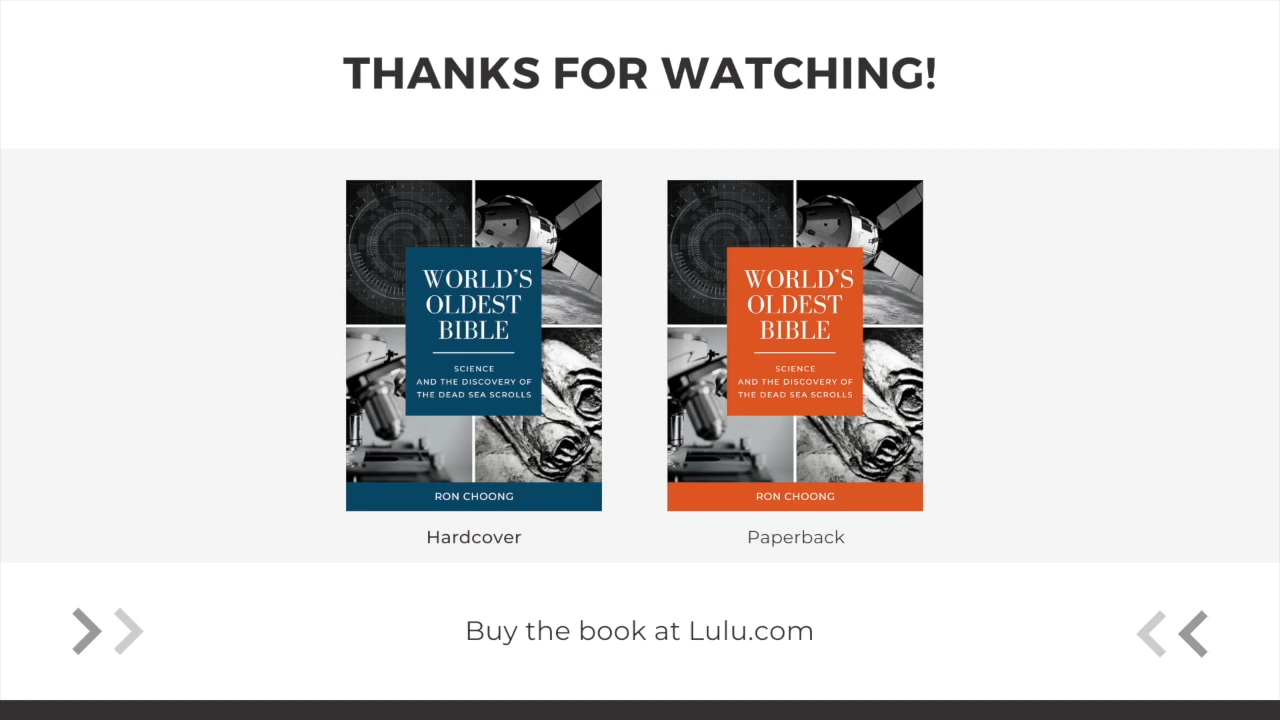 THANKS FOR WATCHING!
WORLD'S
OLDEST
BIBLE
SCIENCE
AND THE DISCOVERY OF
THE DEAD SEA SCROLLS
RON CHOONG
Hardcover
WORLD'S
OLDEST
BIBLE
SCIENCE
AND THE DISCOVERY OF
THE DEAD SEA SCROLLS
RON CHOONG
Paperback
Buy the book at Lulu.com